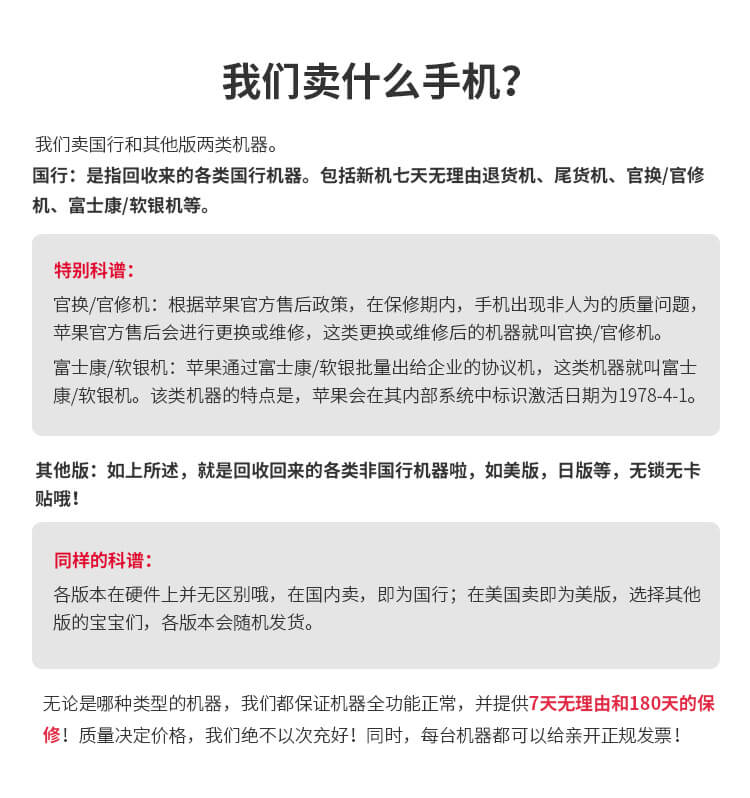 我们卖什么手机？
我们卖国行和其他版两类机器。
国行：是指回收来的各类国行机器。包括新机七天无理由退货机、尾货机、官换/官修
机、富士康/软银机等。
特别科谱：
官换/官修机：根据苹果官方售后政策，在保修期内，手机出现非人为的质量问题，
苹果官方售后会进行更换或维修，这类更换或维修后的机器就叫官换/官修机。
富士康/软银机：苹果通过富士康/软银批量出给企业的协议机，这类机器就叫富士
康/软银机。该类机器的特点是，苹果会在其内部系统中标识激活日期为1978-4-1。
其他版：如上所述，就是回收回来的各类非国行机器啦，如美版，日版等，无锁无卡
贴哦！
同样的科谱：
各版本在硬件上并无区别哦，在国内卖，即为国行；在美国卖即为美版，选择其他
版的宝宝们，各版本会随机发货。
无论是哪种类型的机器，我们都保证机器全功能正常，并提供7天无理由和180天的保
修！质量决定价格，我们绝不以次充好！同时，每台机器都可以给亲开正规发票！